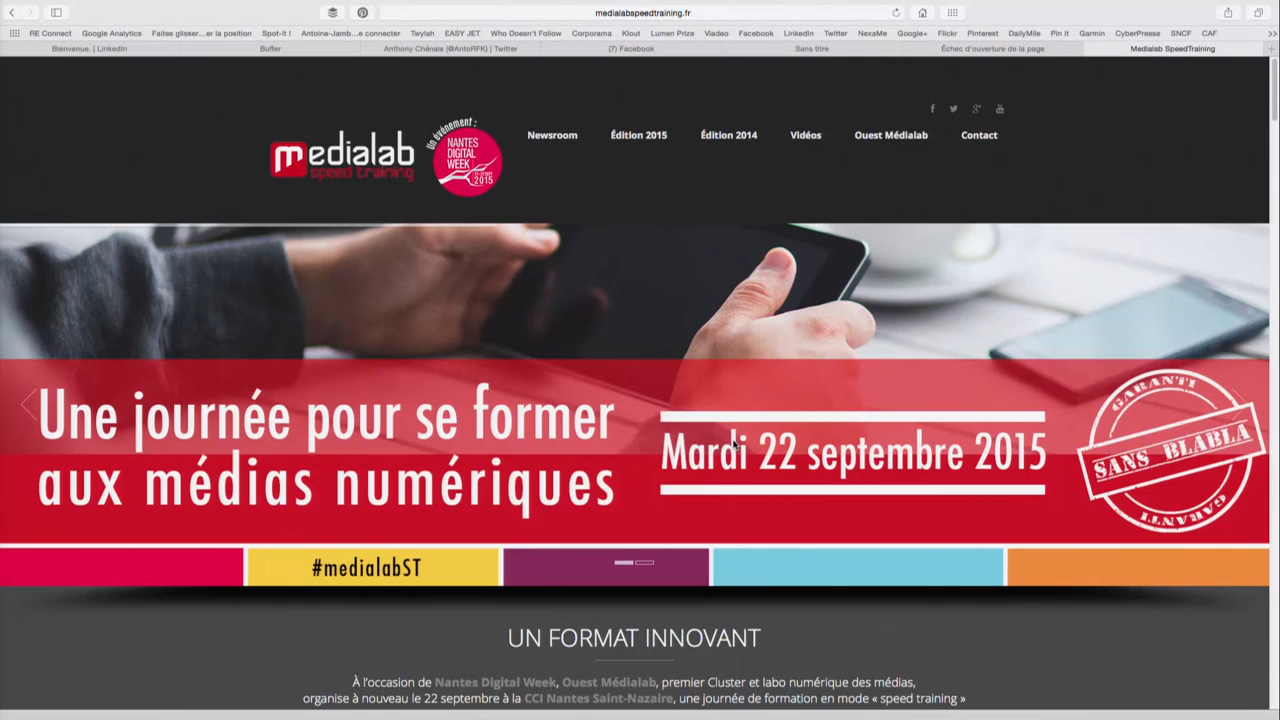 medialabspeedtraining.fr
RE Connect Google Analytics Faites glisser...er la position Spot-it ! Antoine-Jamb...e connecter Twylah EASY JET Who Doesn't Follow Corporama Klout Lumen Prize Viadeo Facebook LinkedIn Twitter NexaMe Google+ Flickr Pinterest DailyMile Pin It Garmin CyberPresse SNCF CAF
Bienvenue. | LinkedIn Buffer Anthony Chénais (@AntoRFK) | Twitter (7) Facebook Sans titre Échec d'ouverture de la page Medialab SpeedTraining
medialab
speed training
Un événement :
NANTES
DIGITAL
WEEK
2015
Newsroom Édition 2015 Édition 2014 Vidéos Ouest Médialab Contact
Une journée pour se former
aux médias numériques
Mardi 22 septembre 2015
GARANTI
SANS BLABLA
GARANTI
#medialabST
UN FORMAT INNOVANT
À l'occasion de Nantes Digital Week, Ouest Médialab, premier Cluster et labo numérique des médias,
organise à nouveau le 22 septembre à la CCI Nantes Saint-Nazaire, une journée de formation en mode « speed training »